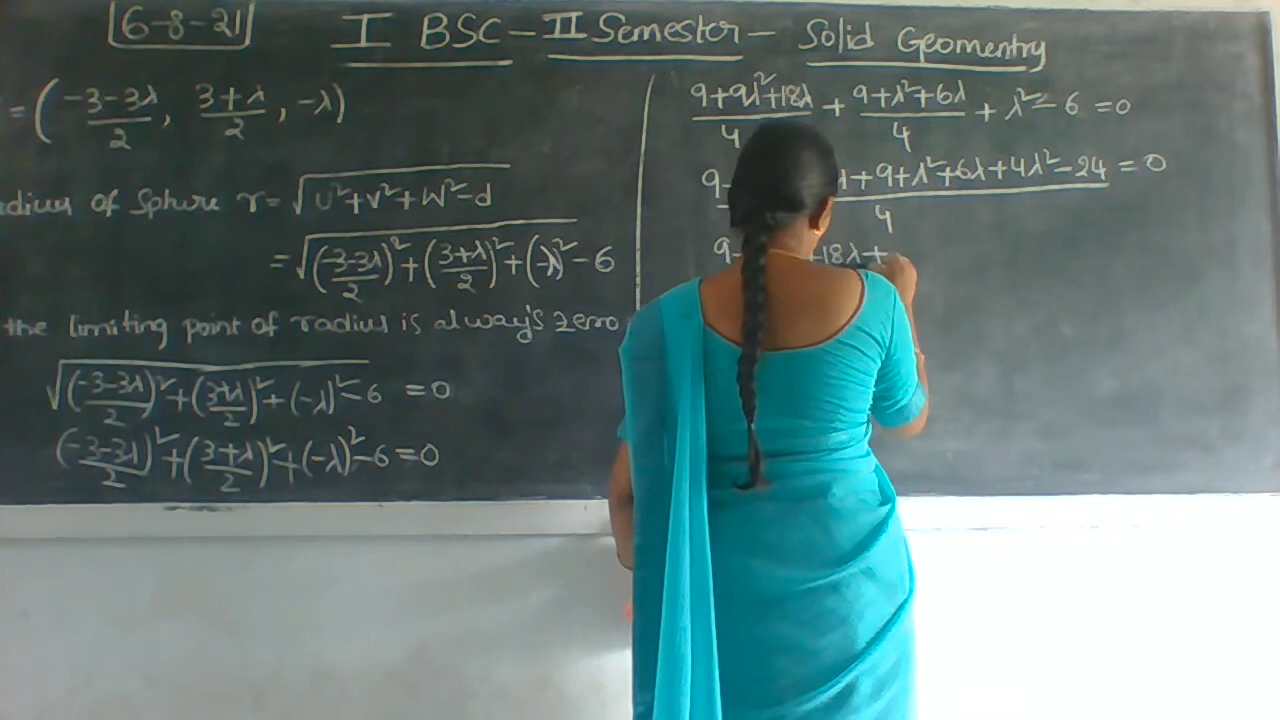 6-8-21
I BSC - II Semester - Solid Geomentry
= (-3-3λ/2, 3+λ/2, -λ)
adius of Sphere r = √(U²+V²+W²-d)
= √((-3-3λ/2)²+(3+λ/2)²+(-λ)²-6
the limiting point of radius is alway's zero
√((-3-3λ/2)²+(3+λ/2)²+(-λ)²-6 = 0
(-3-3λ/2)²+(3+λ/2)²+(-λ)²-6=0
9+9λ²+18λ/4 + 9+λ²+6λ/4 + λ²-6 =0
9 λ+9+λ²+6λ+4λ²-24/4 =0
9 +18λ+